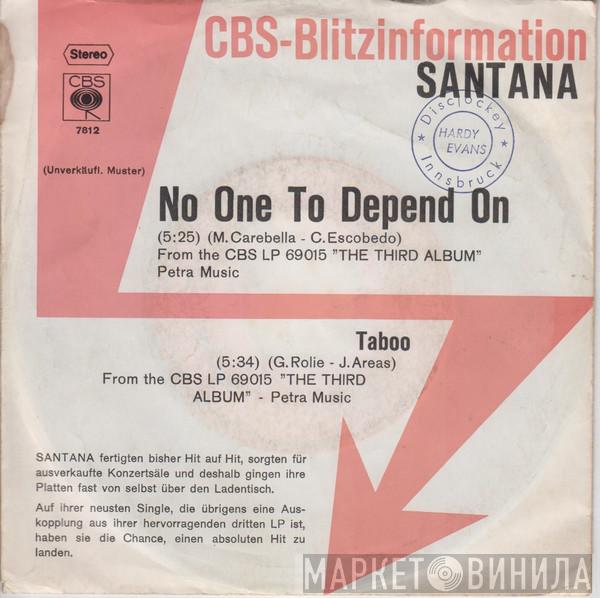 CBS-Blitzinformation
Stereo
SANTANA
CBS
7812
Discjockey
HARDY
EVANS
Innsbruck
(Unverkäufl. Muster)
No One To Depend On
(5:25) (M. Carebella - C. Escobedo)
From the CBS LP 69015 "THE THIRD ALBUM"
Petra Music
Taboo
(5:34) (G. Rolie - J. Areas)
From the CBS LP 69015 "THE THIRD
ALBUM" - Petra Music
SANTANA fertigten bisher Hit auf Hit, sorgten für
ausverkaufte Konzertsäle und deshalb gingen ihre
Platten fast von selbst über den Ladentisch.
Auf ihrer neusten Single, die übrigens eine Aus-
kopplung aus ihrer hervorragenden dritten LP ist,
haben sie die Chance, einen absoluten Hit zu
landen.
МАРКЕТ ВИНИЛА